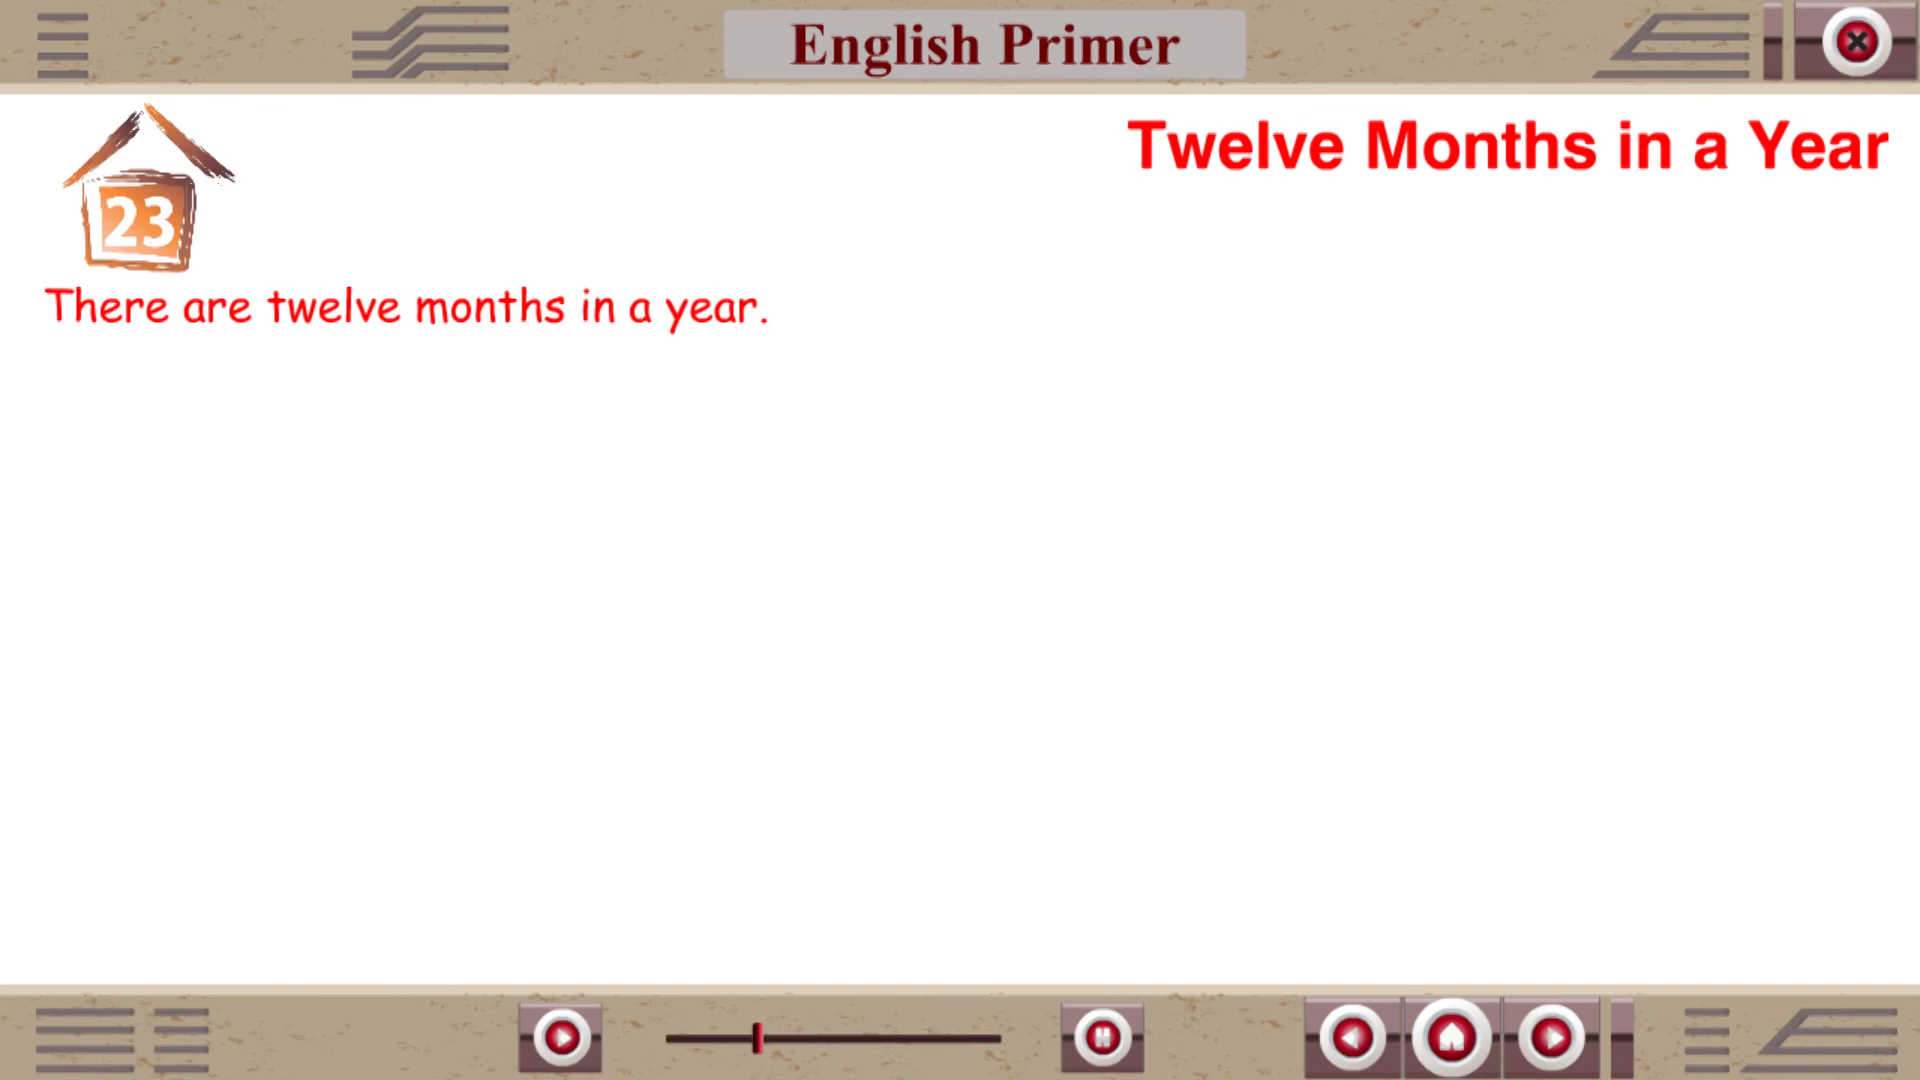 English Primer
Twelve Months in a Year
23
There are twelve months in a year.